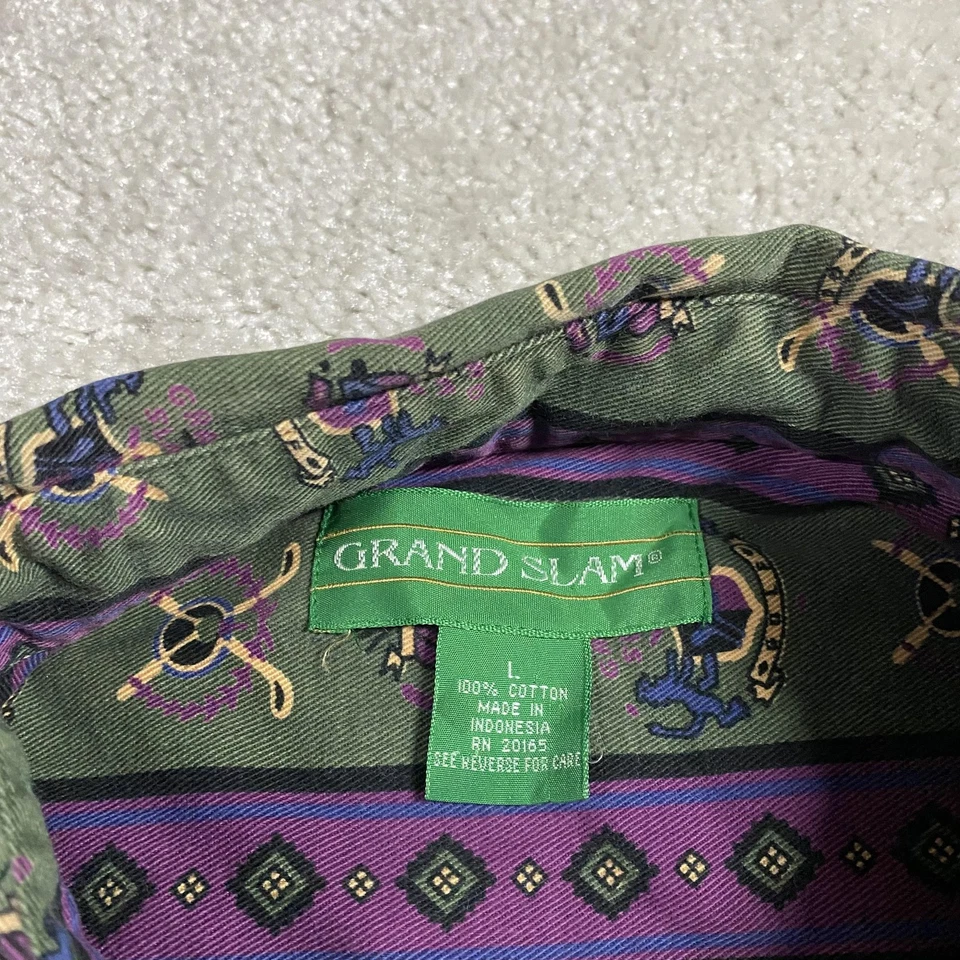 GRAND SLAM©
L
100% COTTON
MADE IN
INDONESIA
RN 20165
SEE REVERSE FOR CARE